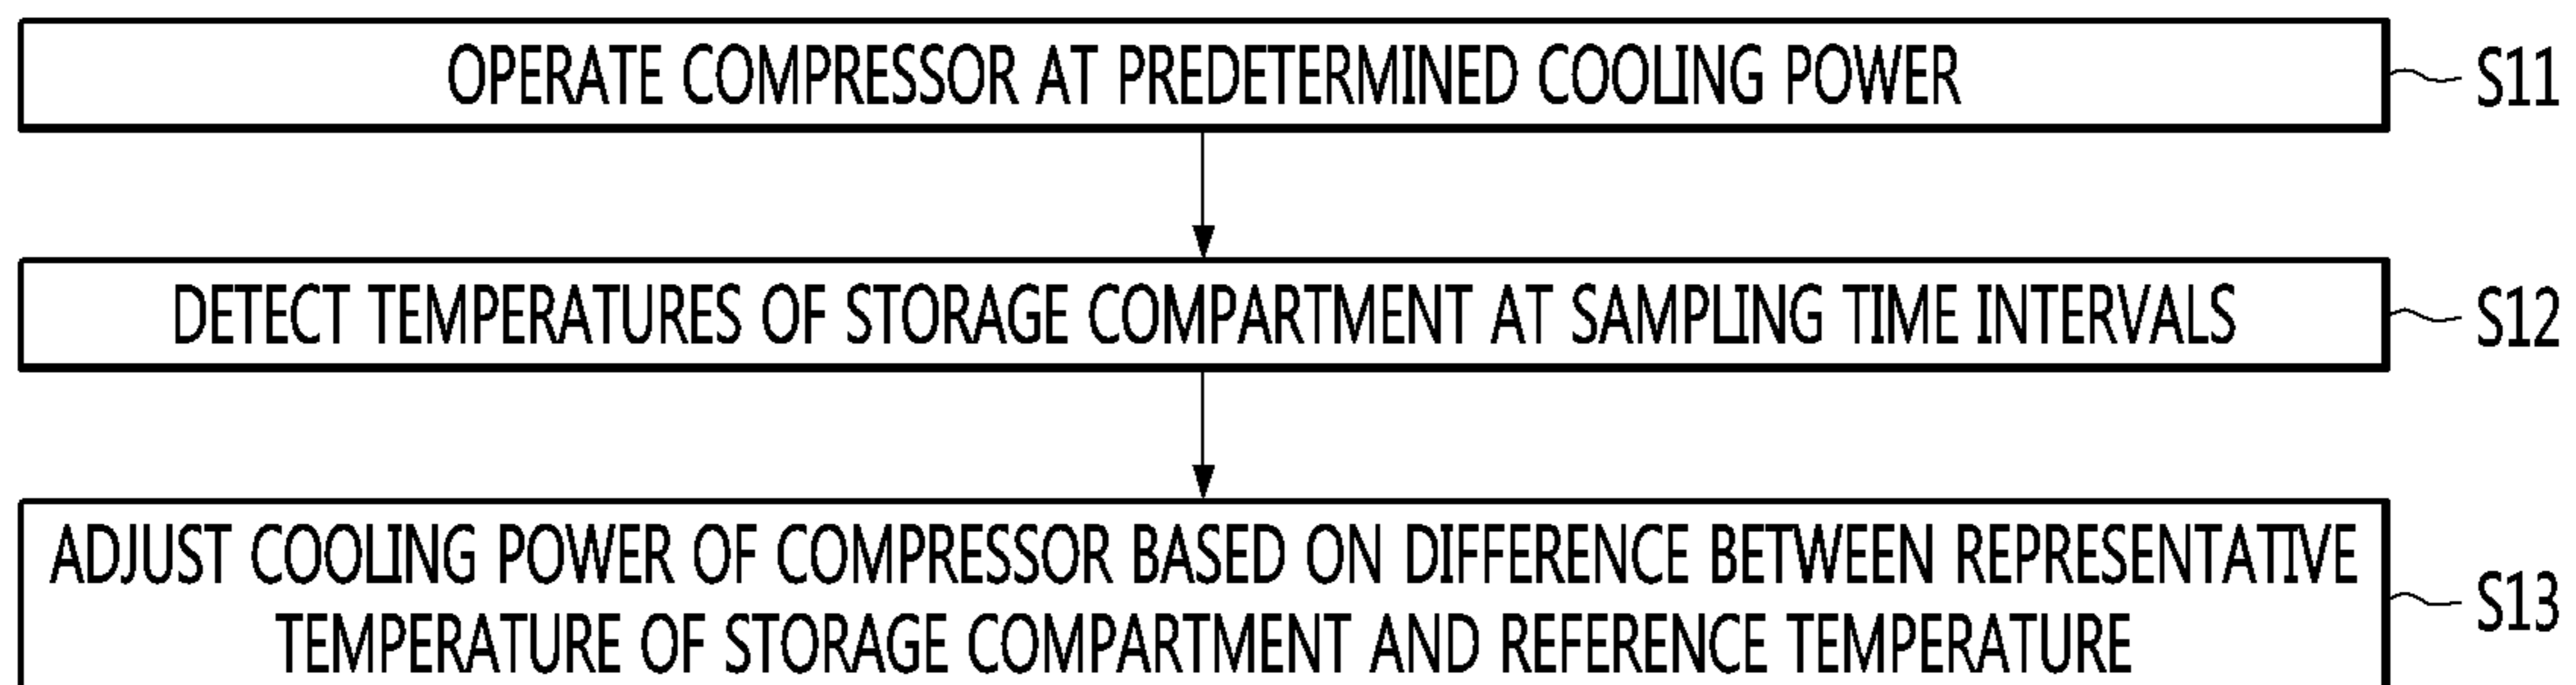 OPERATE COMPRESSOR AT PREDETERMINED COOLING POWER
S11
DETECT TEMPERATURES OF STORAGE COMPARTMENT AT SAMPLING TIME INTERVALS
S12
ADJUST COOLING POWER OF COMPRESSOR BASED ON DIFFERENCE BETWEEN REPRESENTATIVE
TEMPERATURE OF STORAGE COMPARTMENT AND REFERENCE TEMPERATURE
S13